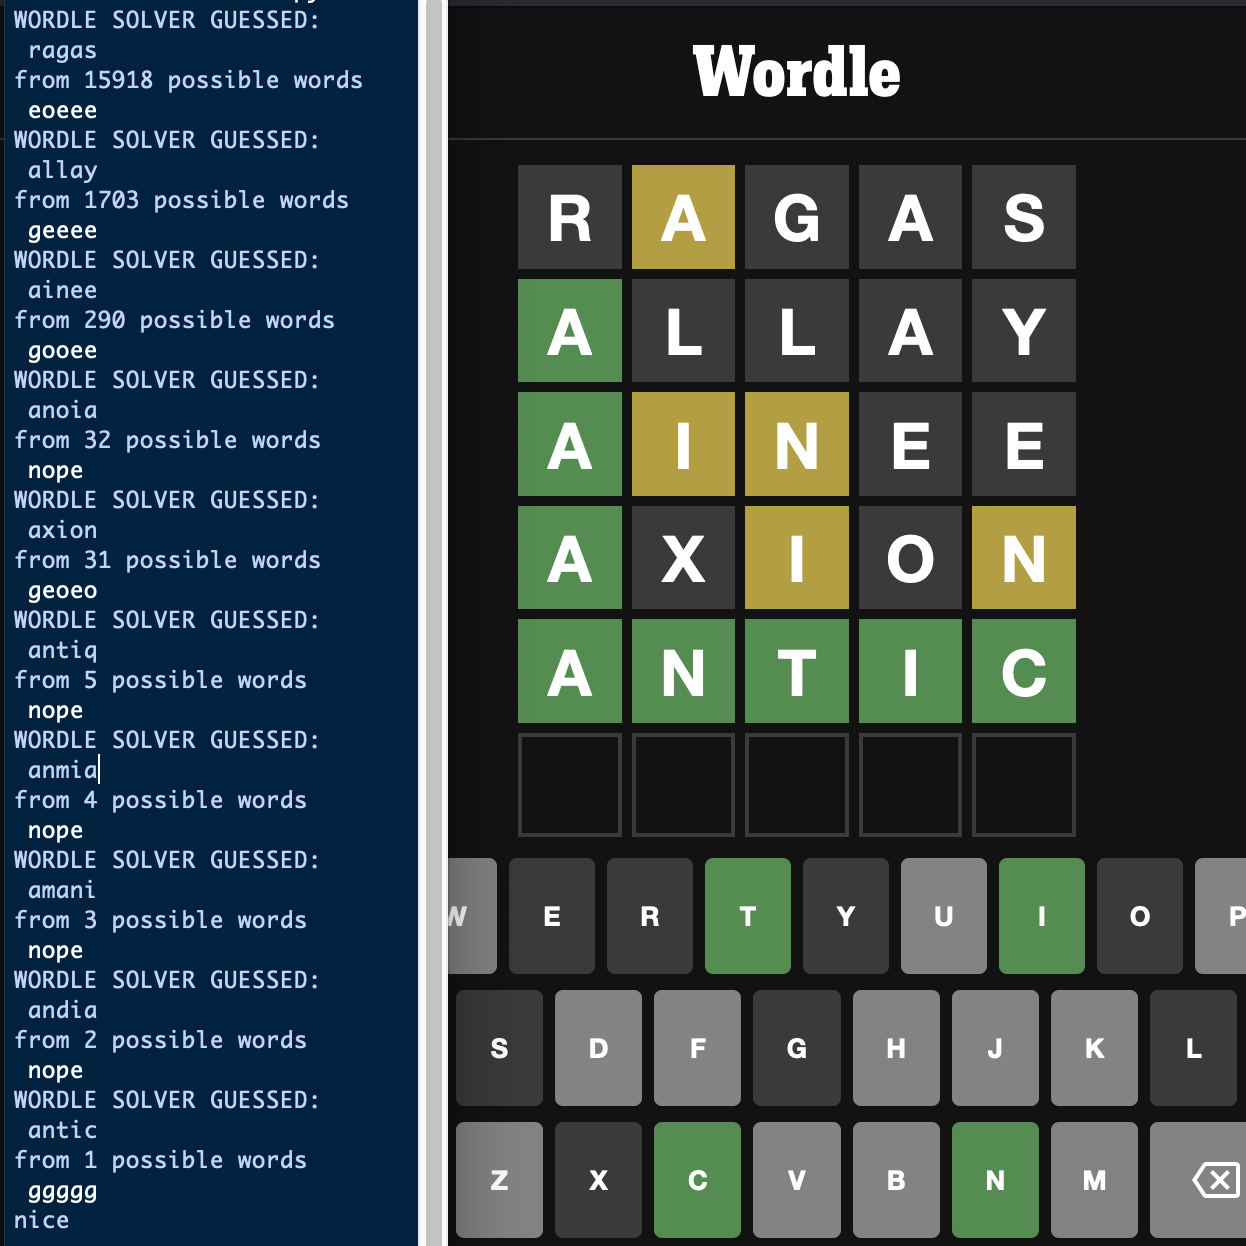 WORDLE SOLVER GUESSED:
ragas
from 15918 possible words
eoeee
WORDLE SOLVER GUESSED:
allay
from 1703 possible words
geeee
WORDLE SOLVER GUESSED:
ainee
from 290 possible words
gooee
WORDLE SOLVER GUESSED:
anoia
from 32 possible words
nope
WORDLE SOLVER GUESSED:
axion
from 31 possible words
geoeo
WORDLE SOLVER GUESSED:
antiq
from 5 possible words
nope
WORDLE SOLVER GUESSED:
anmia
from 4 possible words
nope
WORDLE SOLVER GUESSED:
amani
from 3 possible words
nope
WORDLE SOLVER GUESSED:
andia
from 2 possible words
nope
WORDLE SOLVER GUESSED:
antic
from 1 possible words
ggggg
nice
Wordle
R A G A S
A L L A Y
A I N E E
A X I O N
A N T I C
W E R T Y U I O P
S D F G H J K L
Z X C V B N M